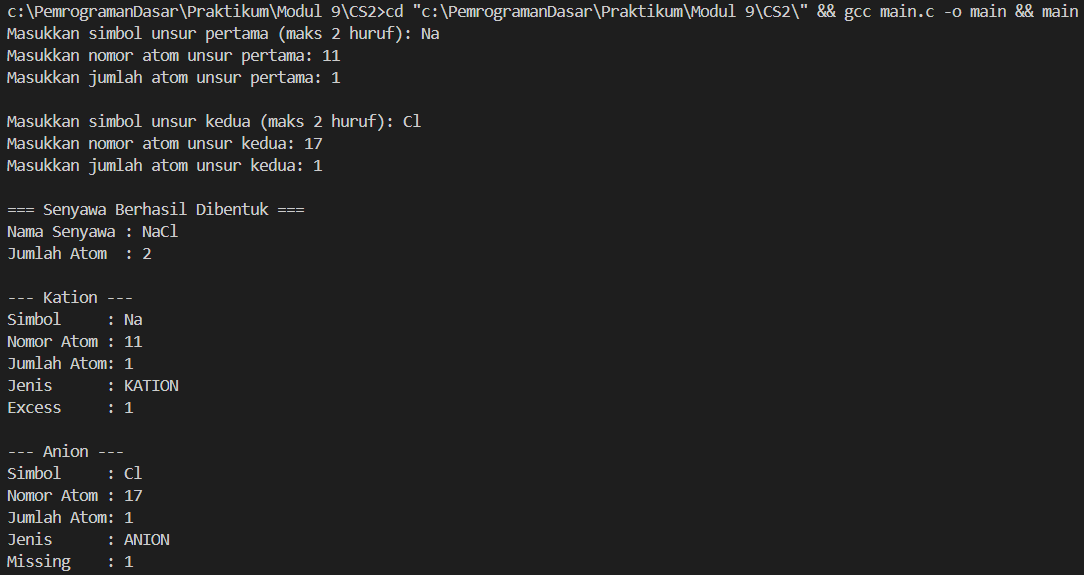 c:\PemrogramanDasar\Praktikum\Modul 9\CS2>cd "c:\PemrogramanDasar\Praktikum\Modul 9\CS2\" && gcc main.c -o main && main
Masukkan simbol unsur pertama (maks 2 huruf): Na
Masukkan nomor atom unsur pertama: 11
Masukkan jumlah atom unsur pertama: 1

Masukkan simbol unsur kedua (maks 2 huruf): Cl
Masukkan nomor atom unsur kedua: 17
Masukkan jumlah atom unsur kedua: 1

=== Senyawa Berhasil Dibentuk ===
Nama Senyawa : NaCl
Jumlah Atom  : 2

--- Kation ---
Simbol     : Na
Nomor Atom : 11
Jumlah Atom: 1
Jenis      : KATION
Excess     : 1

--- Anion ---
Simbol     : Cl
Nomor Atom : 17
Jumlah Atom: 1
Jenis      : ANION
Missing    : 1